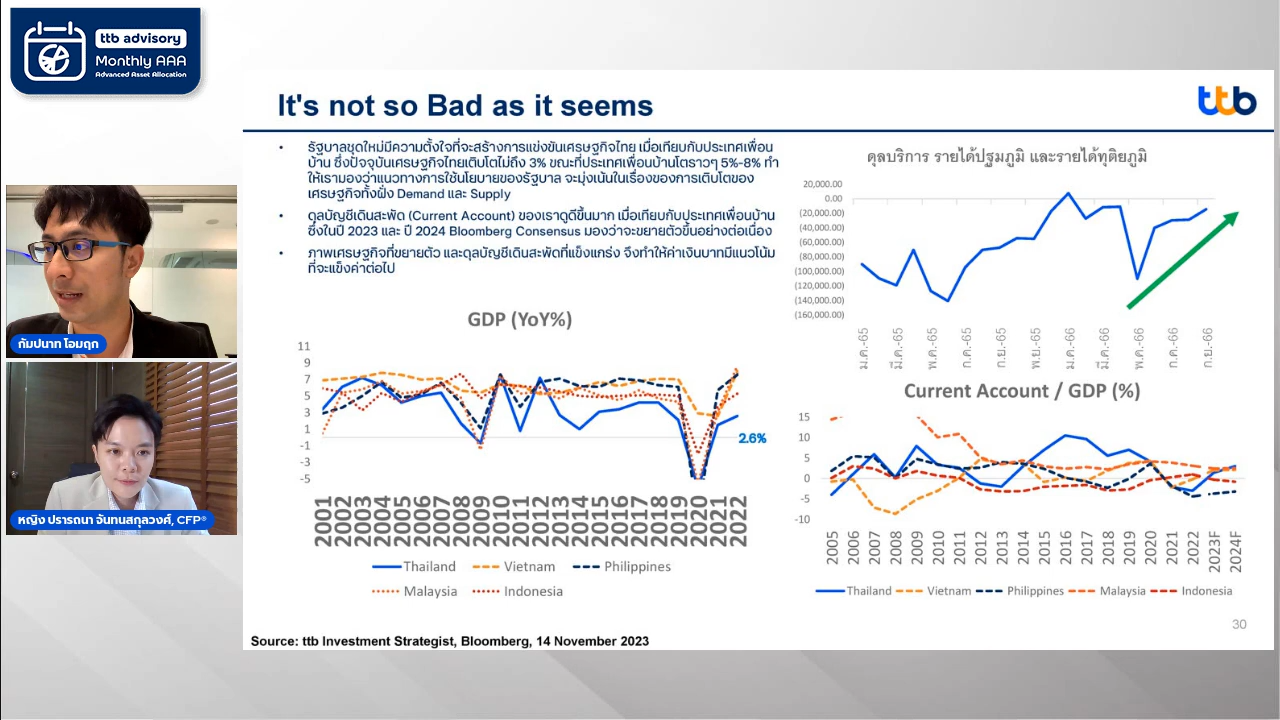 ttb advisory
Monthly AAA
Advanced Asset Allocation
It's not so Bad as it seems
ttb
• รัฐบาลชุดใหม่มีความตั้งใจที่จะสร้างการแข่งขันเศรษฐกิจไทย เมื่อเทียบกับประเทศเพื่อน
บ้าน ซึ่งปัจจุบันเศรษฐกิจไทยเติบโตไม่ถึง 3% ขณะที่ประเทศเพื่อนบ้านโตราวๆ 5%-8% ทำ
ให้เรามองว่าแนวทางการใช้นโยบายของรัฐบาล จะมุ่งเน้นในเรื่องของการเติบโตของ
เศรษฐกิจทั้งฝั่ง Demand และ Supply
• ดุลบัญชีเดินสะพัด (Current Account) ของเราดูดีขึ้นมาก เมื่อเทียบกับประเทศเพื่อนบ้าน
ซึ่งในปี 2023 และ ปี 2024 Bloomberg Consensus มองว่าจะขยายตัวขึ้นอย่างต่อเนื่อง
• ภาพเศรษฐกิจที่ขยายตัว และดุลบัญชีเดินสะพัดที่แข็งแกร่ง จึงทำให้ค่าเงินบาทมีแนวโน้ม
ที่จะแข็งค่าต่อไป
ดุลบริการ รายได้ปฐมภูมิ และรายได้ทุติยภูมิ
20,000.00
0.00
(20,000.00)
(40,000.00)
(60,000.00)
(80,000.00)
(100,000.00)
(120,000.00)
(140,000.00)
(160,000.00)
ม.ค.-65
มี.ค.-65
พ.ค.-65
ก.ค.-65
ก.ย.-65
พ.ย.-65
ม.ค.-66
มี.ค.-66
พ.ค.-66
ก.ค.-66
ก.ย.-66
GDP (YoY%)
11
9
7
5
3
1
-1
-3
-5
2.6%
2001
2002
2003
2004
2005
2006
2007
2008
2009
2010
2011
2012
2013
2014
2015
2016
2017
2018
2019
2020
2021
2022
Thailand Vietnam Philippines
Malaysia Indonesia
Current Account / GDP (%)
15
10
5
0
-5
-10
2005
2006
2007
2008
2009
2010
2011
2012
2013
2014
2015
2016
2017
2018
2019
2020
2021
2022
2023F
2024F
Thailand Vietnam Philippines Malaysia Indonesia
กัมปนาท โอมฤก
หญิง ปรารถนา จันทนสกุลวงศ์, CFP®
30
Source: ttb Investment Strategist, Bloomberg, 14 November 2023